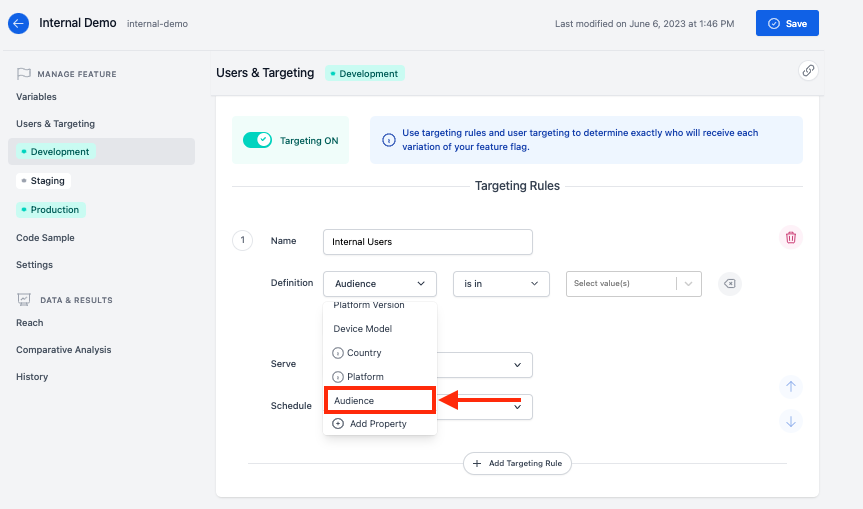 Internal Demo internal-demo
Last modified on June 6, 2023 at 1:46 PM
Save
MANAGE FEATURE
Variables
Users & Targeting
Development
Staging
Production
Code Sample
Settings
DATA & RESULTS
Reach
Comparative Analysis
History
Users & Targeting Development
Targeting ON
Use targeting rules and user targeting to determine exactly who will receive each
variation of your feature flag.
Targeting Rules
1 Name Internal Users
Definition Audience is in Select value(s)
Platform Version
Device Model
Country
Serve
Platform
Audience
Schedule
Add Property
Add Targeting Rule